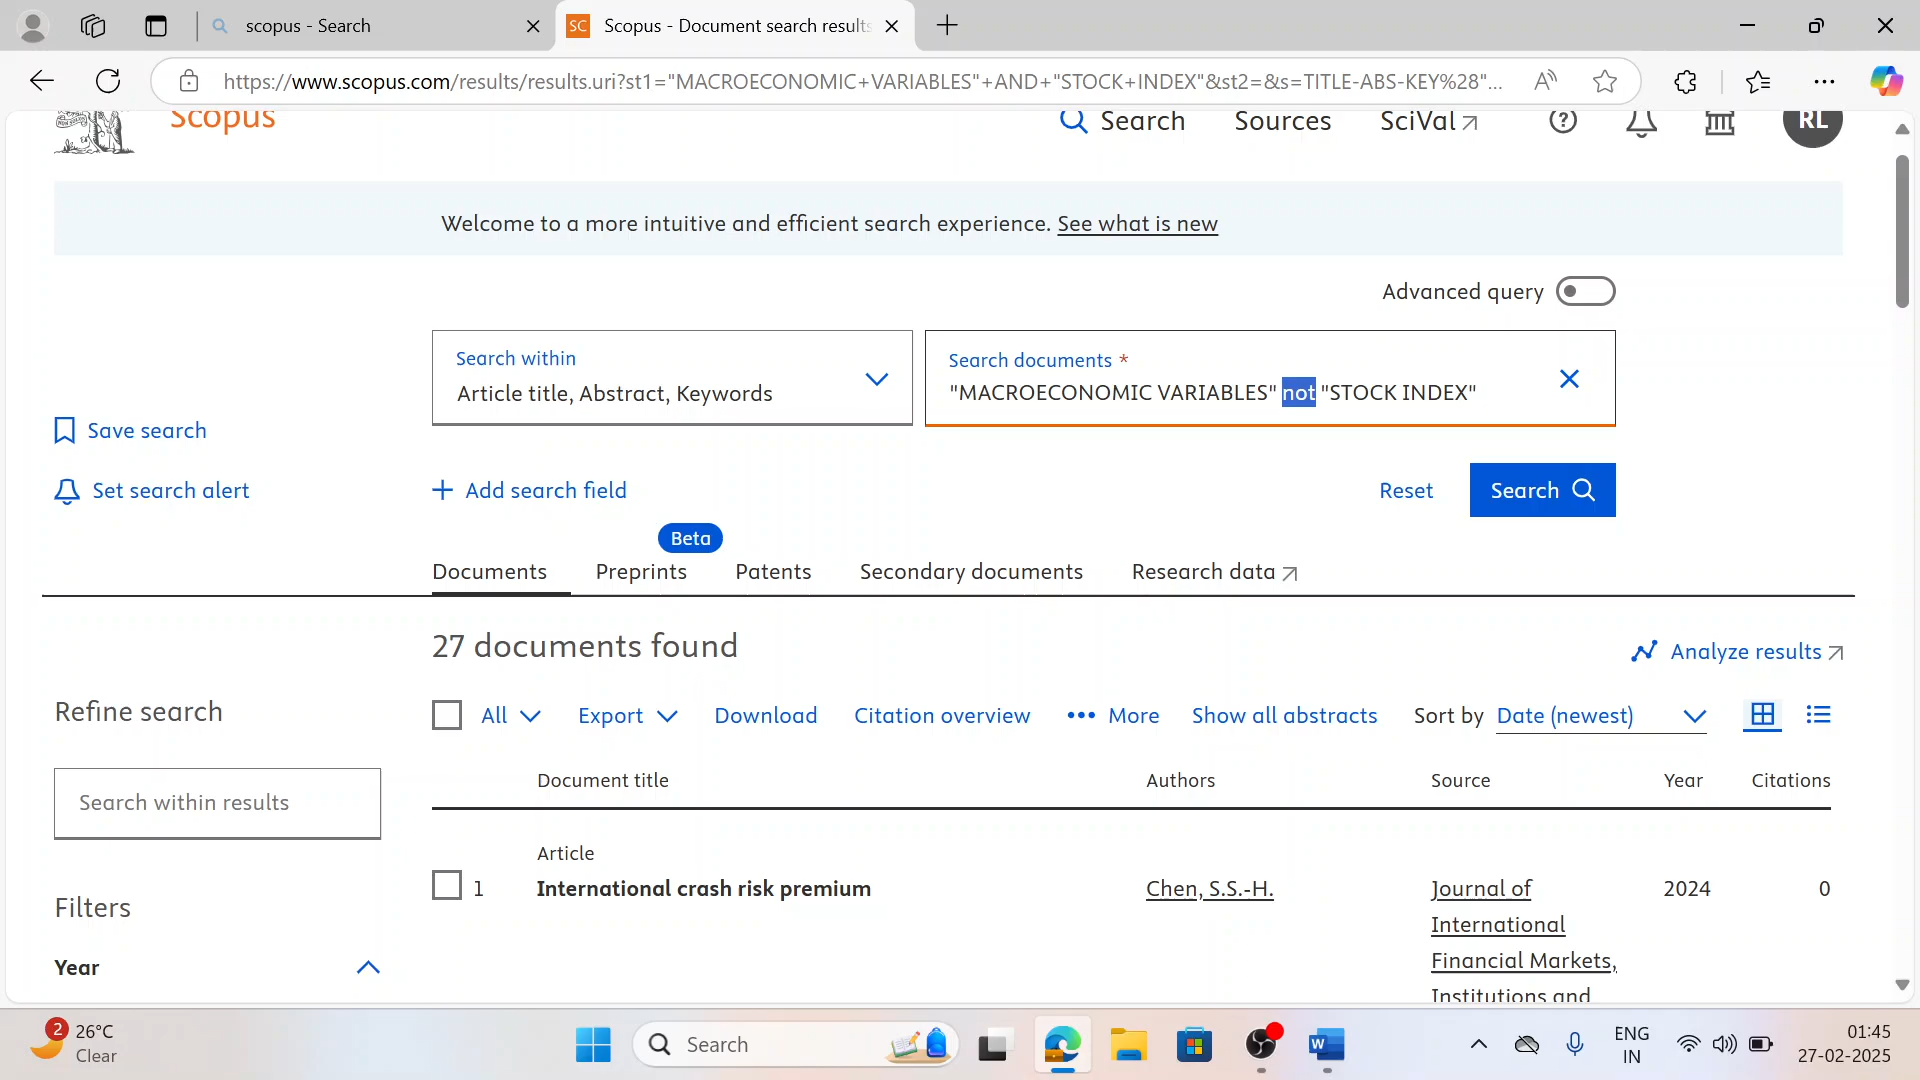 scopus - Search
SC Scopus - Document search results
https://www.scopus.com/results/results.uri?st1="MACROECONOMIC+VARIABLES"+AND+"STOCK+INDEX"&st2=&s=TITLE-ABS-KEY%28"...
Scopus
Search
Sources
SciVal
RL
Welcome to a more intuitive and efficient search experience. See what is new
Advanced query
Search within
Article title, Abstract, Keywords
Search documents *
"MACROECONOMIC VARIABLES" not "STOCK INDEX"
Save search
Set search alert
Add search field
Reset
Search
Beta
Documents
Preprints
Patents
Secondary documents
Research data
27 documents found
Analyze results
Refine search
All
Export
Download
Citation overview
More
Show all abstracts
Sort by Date (newest)
Document title
Authors
Source
Year
Citations
Search within results
Article
1
International crash risk premium
Chen, S.S.-H.
Journal of
International
Financial Markets,
Institutions and
2024
0
Filters
Year
2
26°C
Clear
Search
W
ENG
IN
01:45
27-02-2025